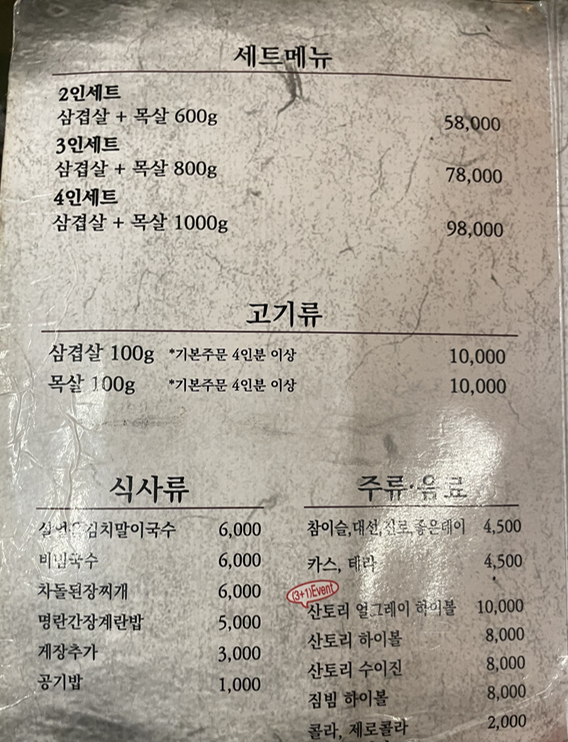 세트메뉴
2인세트
삼겹살 + 목살 600g 58,000
3인세트
삼겹살 + 목살 800g 78,000
4인세트
삼겹살 + 목살 1000g 98,000
고기류
삼겹살 100g *기본주문 4인분 이상 10,000
목살 100g *기본주문 4인분 이상 10,000
식사류
김치말이국수 6,000
비빔국수 6,000
차돌된장찌개 6,000
명란간장계란밥 5,000
게장추가 3,000
공기밥 1,000
주류·음료
참이슬,대선,진로,좋은데이 4,500
카스, 테라 4,500
(3+1)Event
산토리 얼그레이 하이볼 10,000
산토리 하이볼 8,000
산토리 수이진 8,000
짐빔 하이볼 8,000
콜라, 제로콜라 2,000